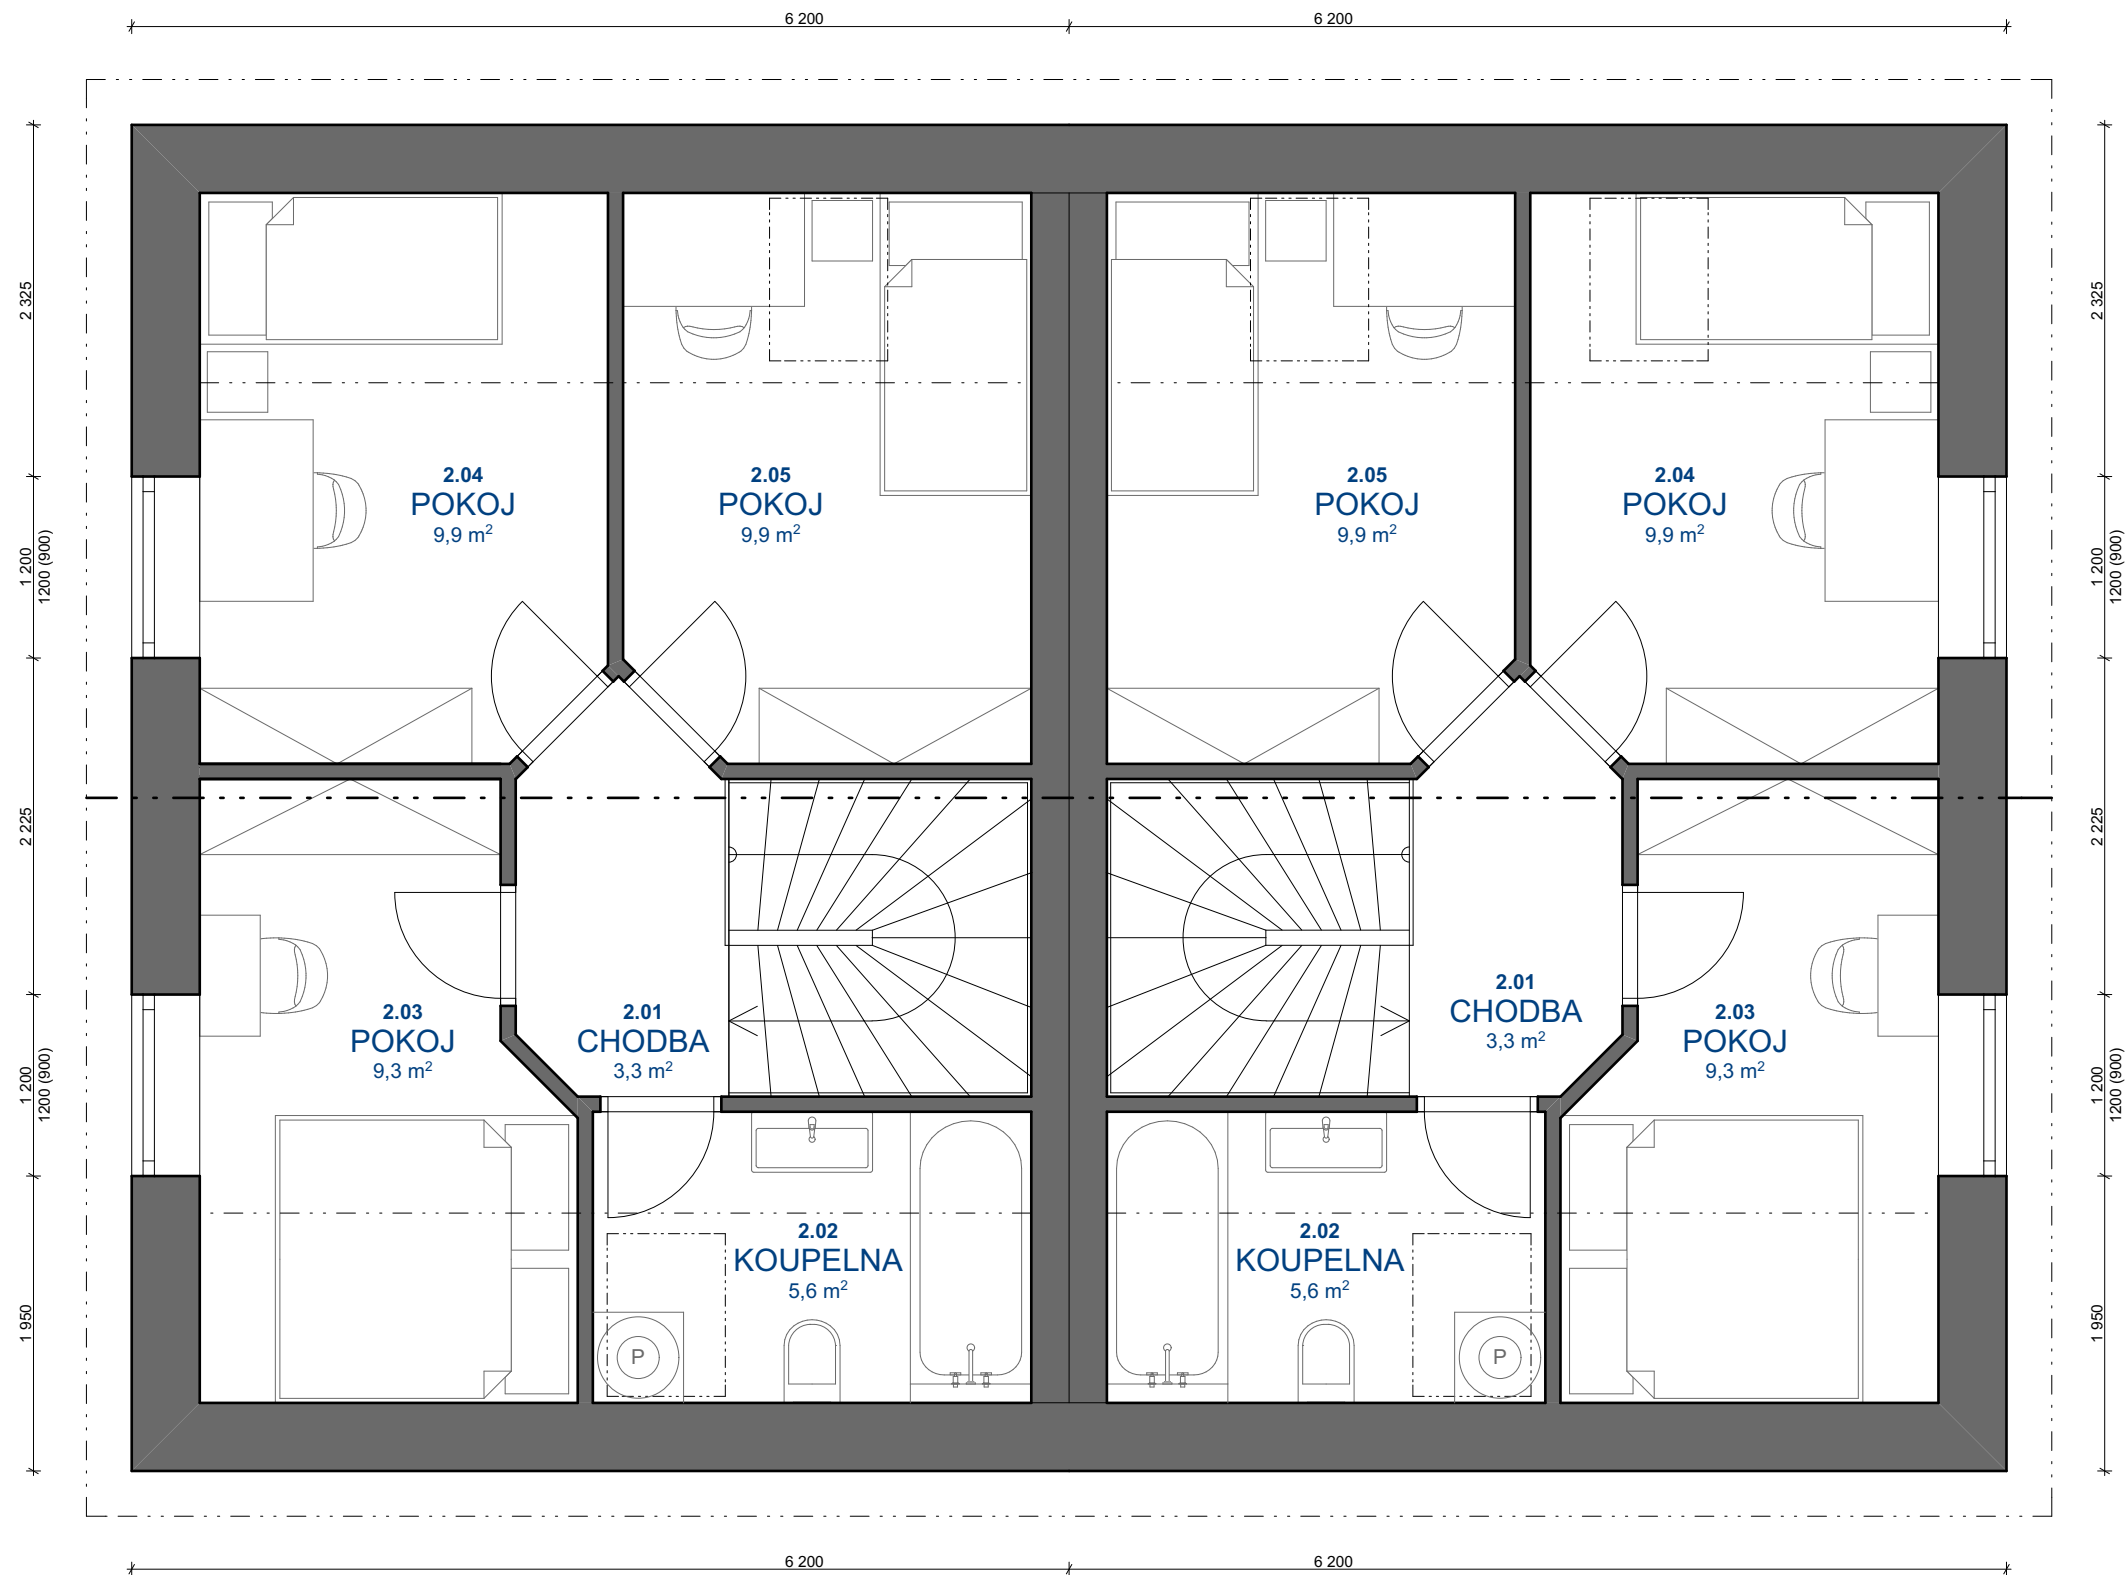 6 200
6 200
2 325
2 325
2.04
POKOJ
9,9 m²
2.05
POKOJ
9,9 m²
2.05
POKOJ
9,9 m²
2.04
POKOJ
9,9 m²
1 200
1200 (900)
1 200
1200 (900)
2 225
2 225
2.03
POKOJ
9,3 m²
2.01
CHODBA
3,3 m²
2.01
CHODBA
3,3 m²
2.03
POKOJ
9,3 m²
1 200
1200 (900)
1 200
1200 (900)
2.02
KOUPELNA
5,6 m²
2.02
KOUPELNA
5,6 m²
1 950
P
P
1 950
6 200
6 200